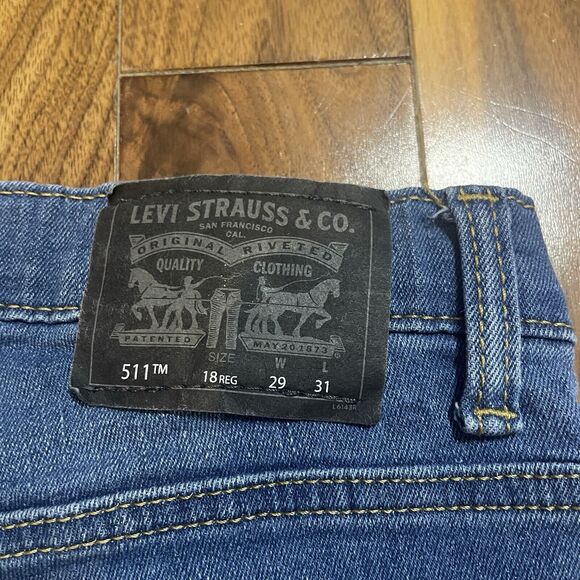 LEVI STRAUSS & CO.
SAN FRANCISCO
CAL.
ORIGINAL RIVETED
QUALITY CLOTHING
PATENTED MAY 20 1873 ®
SIZE W L
511™ 18 REG 29 31
L6143R